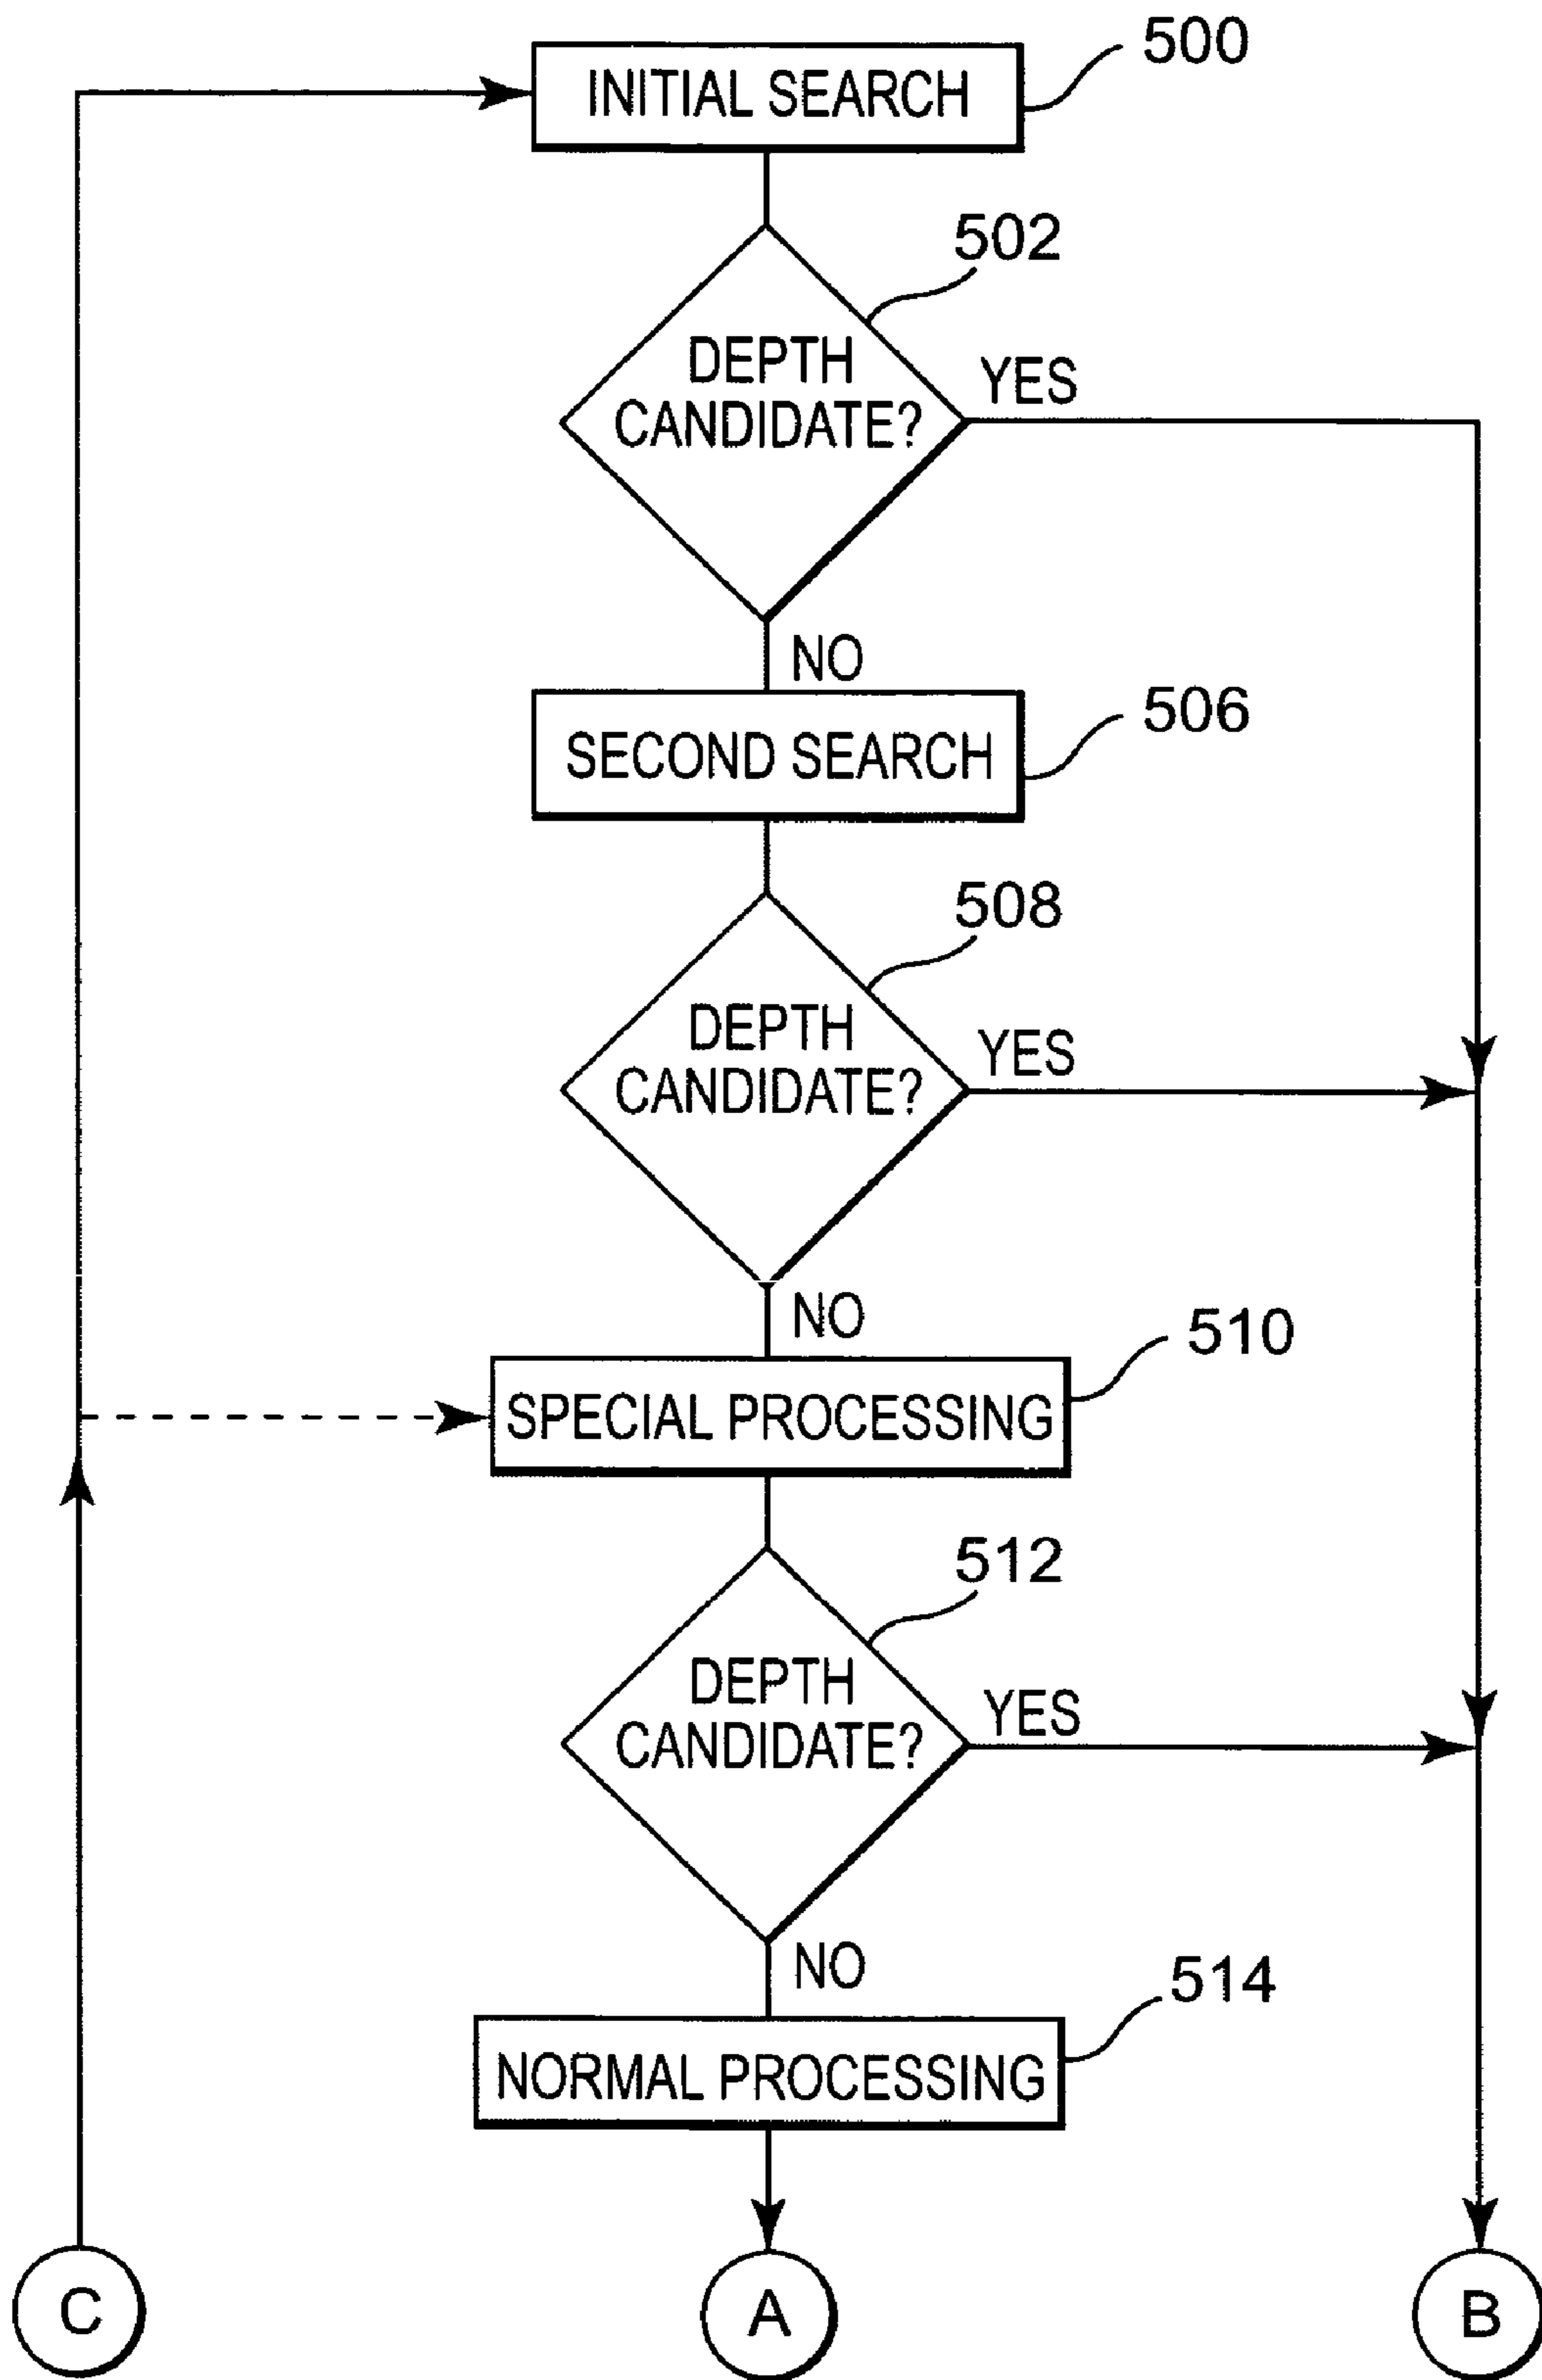 500
INITIAL SEARCH
502
DEPTH
CANDIDATE?
YES
NO
506
SECOND SEARCH
508
DEPTH
CANDIDATE?
YES
NO
510
SPECIAL PROCESSING
512
DEPTH
CANDIDATE?
YES
NO
514
NORMAL PROCESSING
C
A
B